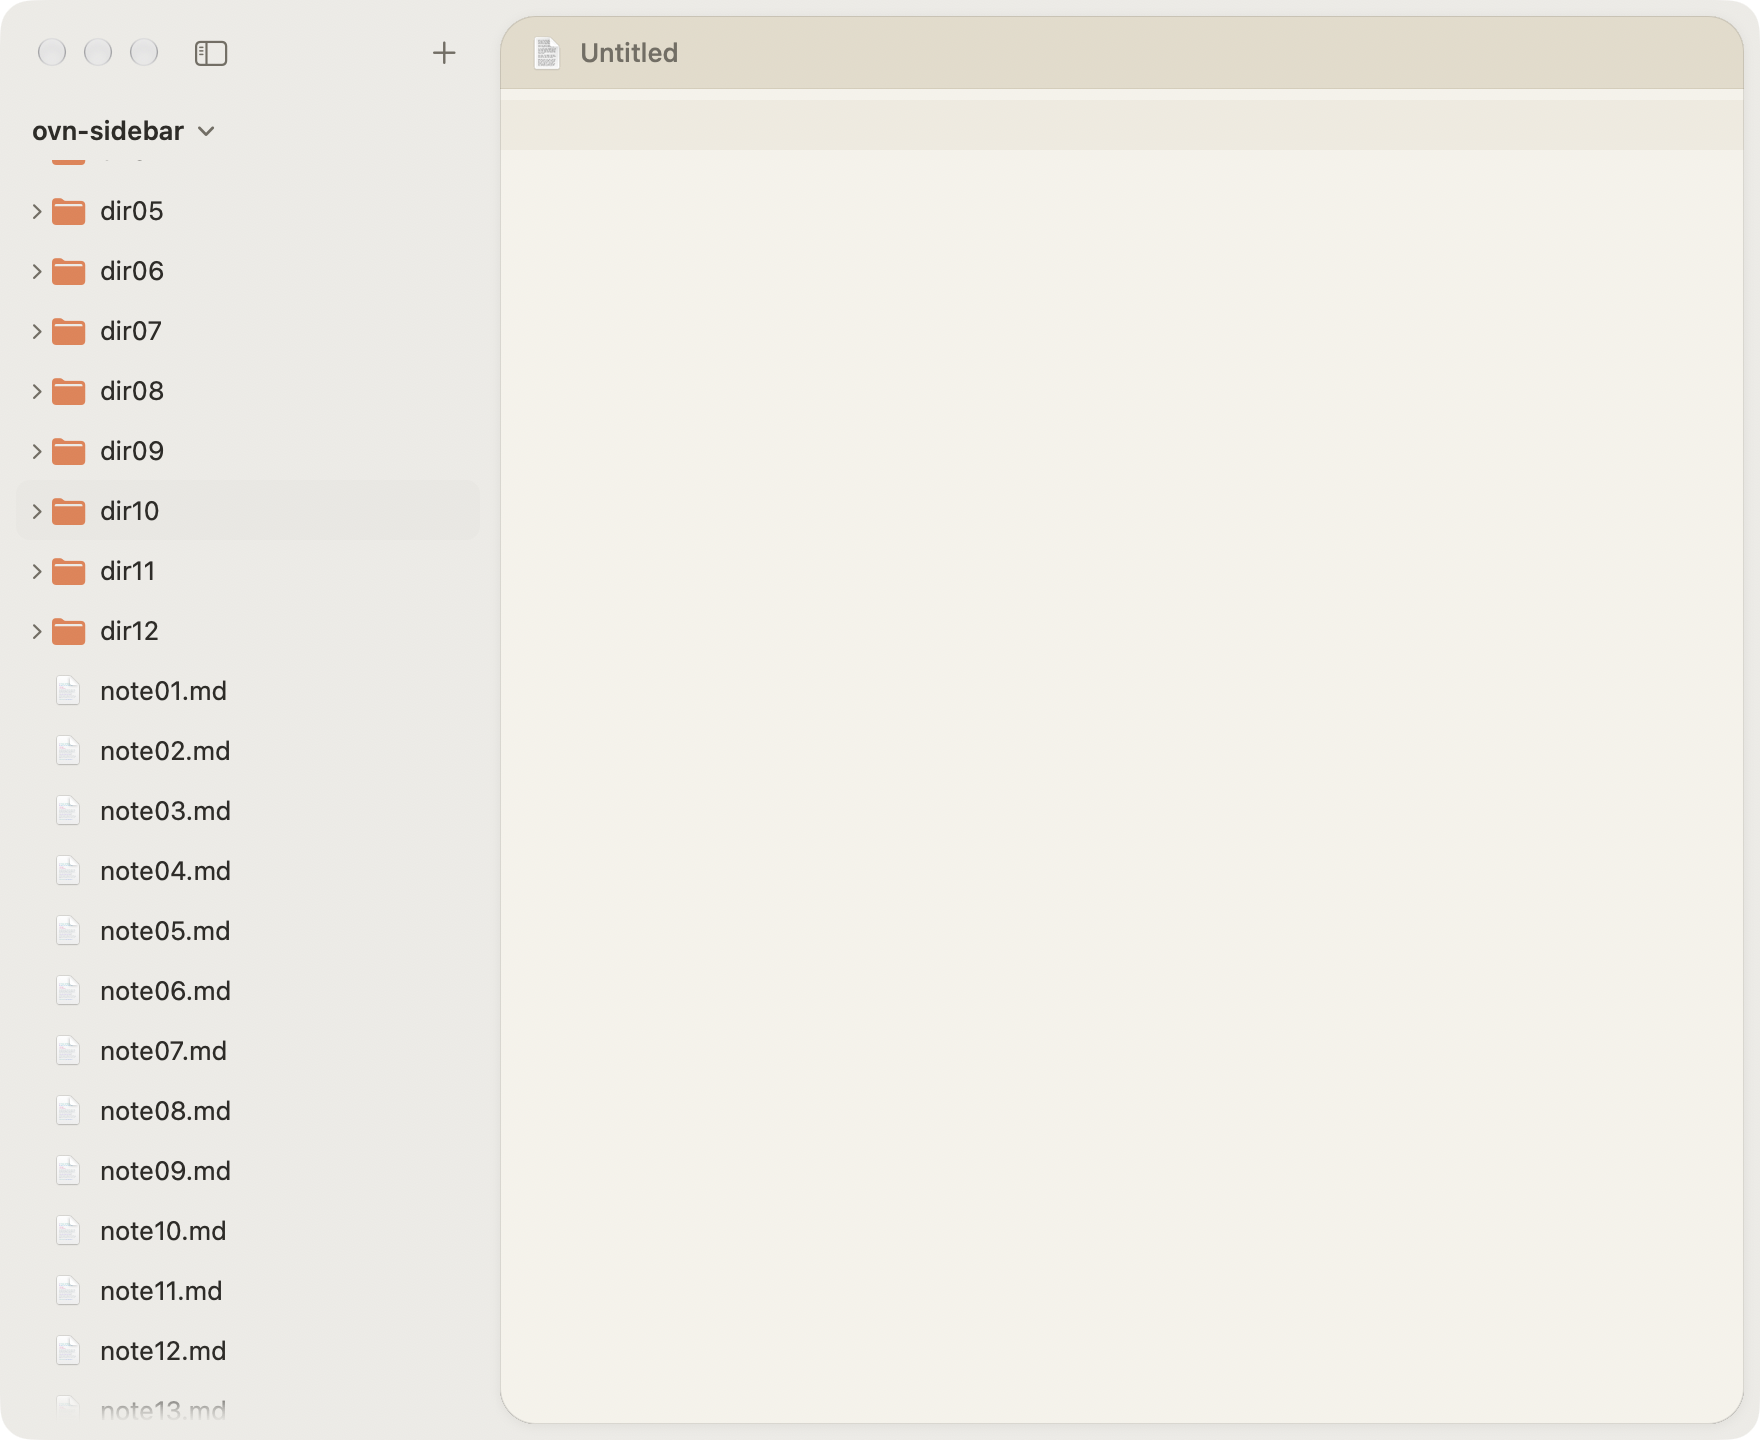 Untitled
ovn-sidebar
dir05
dir06
dir07
dir08
dir09
dir10
dir11
dir12
note01.md
note02.md
note03.md
note04.md
note05.md
note06.md
note07.md
note08.md
note09.md
note10.md
note11.md
note12.md
note13.md